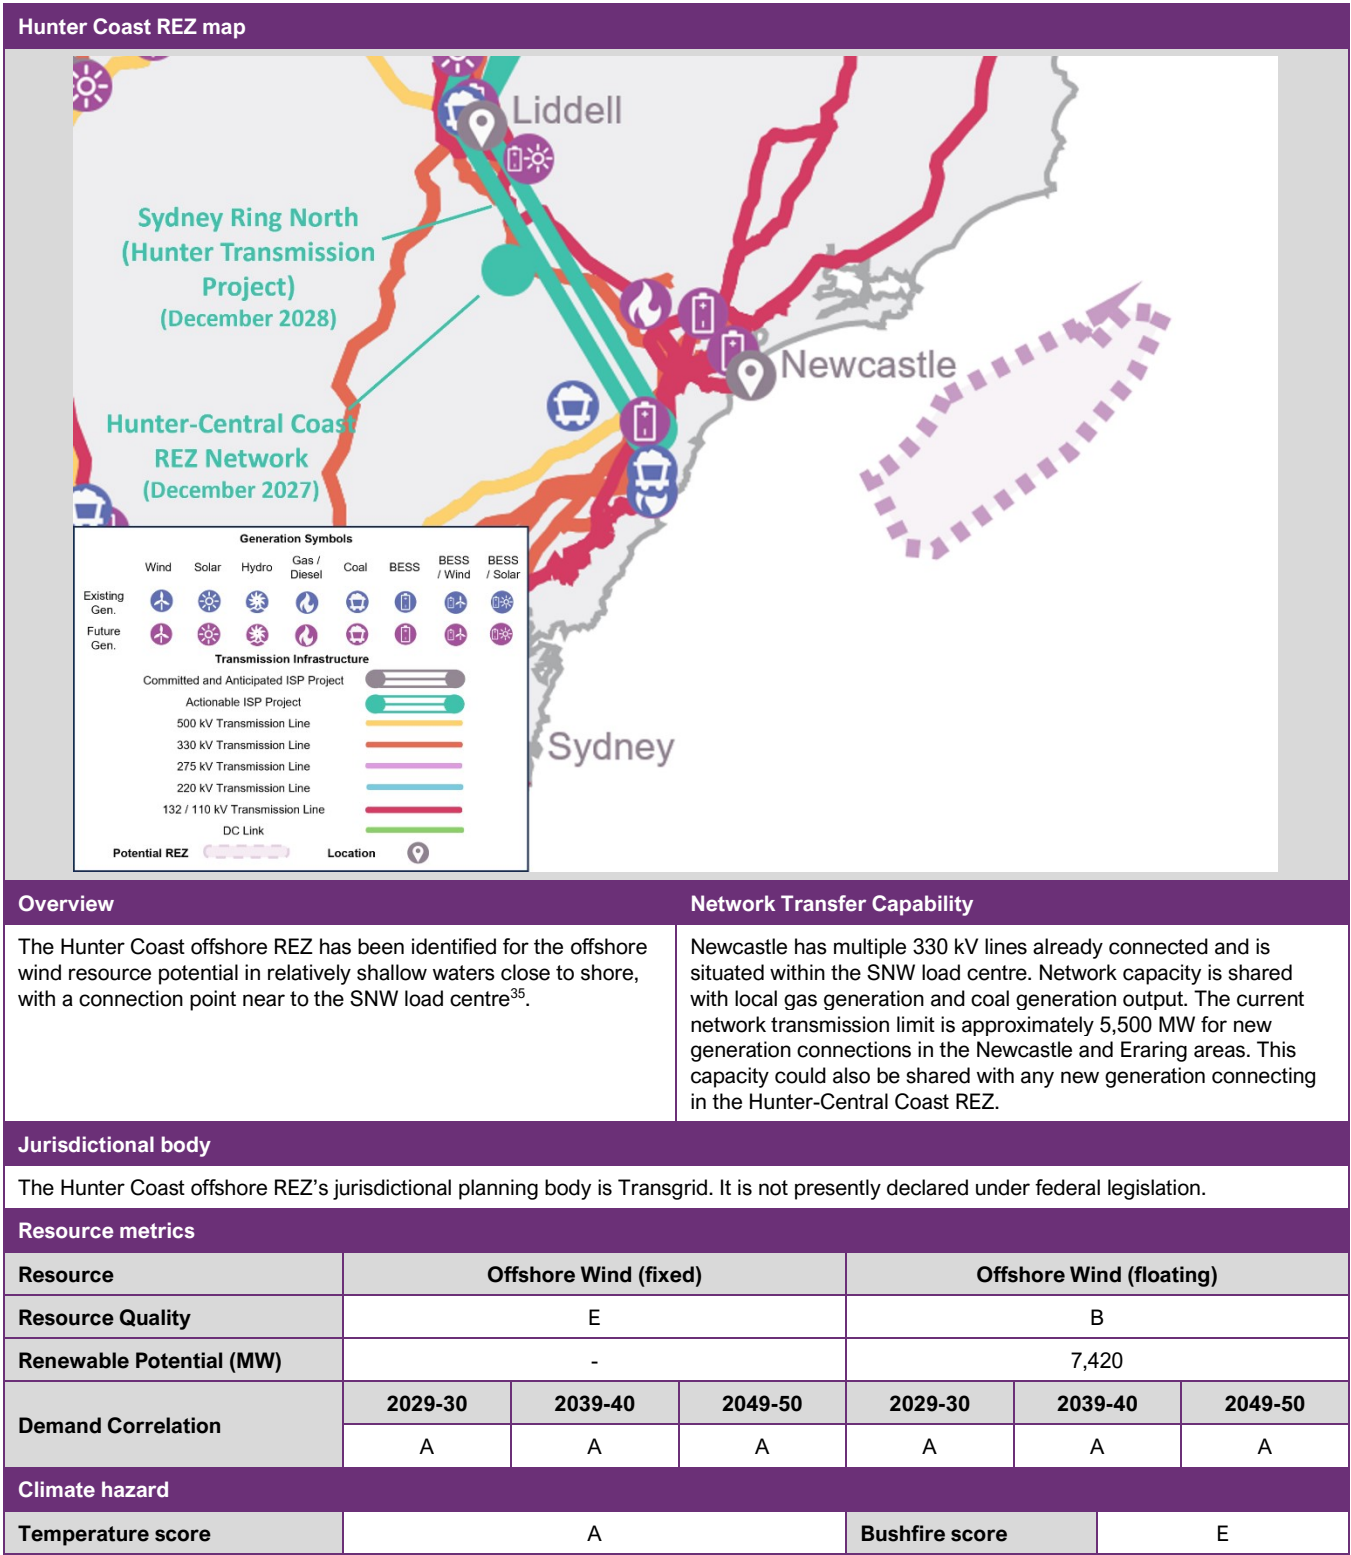 Hunter Coast REZ map
Liddell
Sydney Ring North
(Hunter Transmission
Project)
(December 2028)
Newcastle
Hunter-Central Coast
REZ Network
(December 2027)
Sydney
Generation Symbols
Wind Solar Hydro Gas / Diesel Coal BESS BESS / Wind BESS / Solar
Existing Gen.
Future Gen.
Transmission Infrastructure
Committed and Anticipated ISP Project
Actionable ISP Project
500 kV Transmission Line
330 kV Transmission Line
275 kV Transmission Line
220 kV Transmission Line
132 / 110 kV Transmission Line
DC Link
Potential REZ Location
Overview
The Hunter Coast offshore REZ has been identified for the offshore
wind resource potential in relatively shallow waters close to shore,
with a connection point near to the SNW load centre35.
Network Transfer Capability
Newcastle has multiple 330 kV lines already connected and is
situated within the SNW load centre. Network capacity is shared
with local gas generation and coal generation output. The current
network transmission limit is approximately 5,500 MW for new
generation connections in the Newcastle and Eraring areas. This
capacity could also be shared with any new generation connecting
in the Hunter-Central Coast REZ.
Jurisdictional body
The Hunter Coast offshore REZ’s jurisdictional planning body is Transgrid. It is not presently declared under federal legislation.
Resource metrics
Resource Offshore Wind (fixed) Offshore Wind (floating)
Resource Quality E B
Renewable Potential (MW) - 7,420
Demand Correlation 2029-30 2039-40 2049-50 2029-30 2039-40 2049-50
A A A A A A
Climate hazard
Temperature score A Bushfire score E